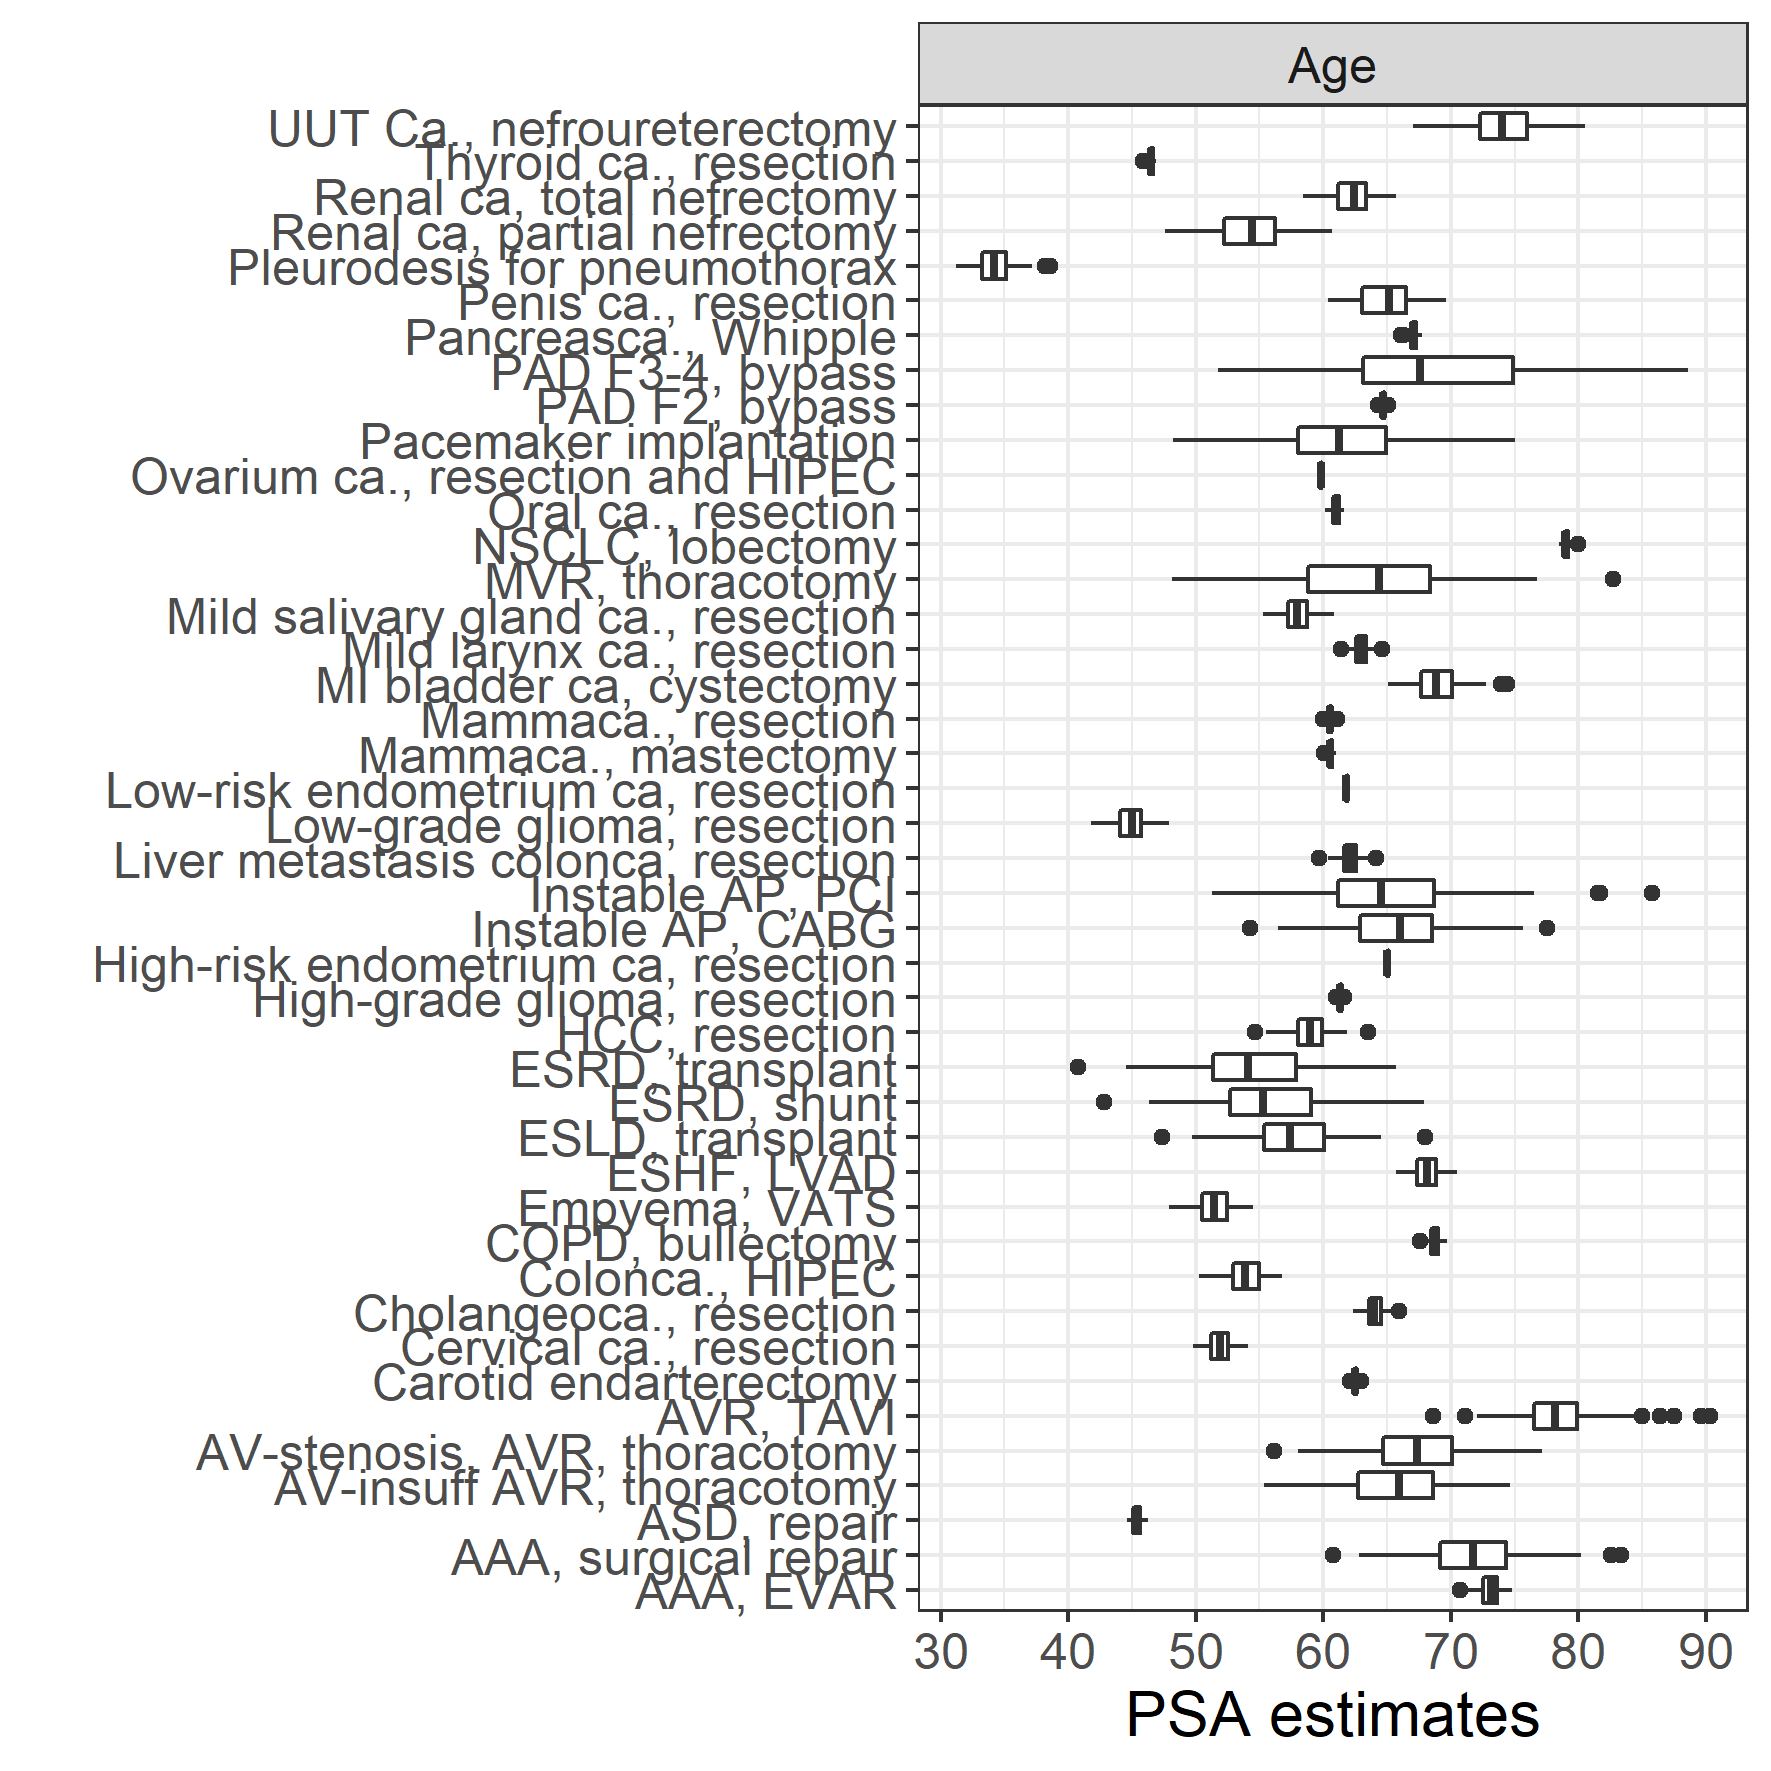 Age
UUT Ca., nefroureterectomy
Thyroid ca., resection
Renal ca, total nefrectomy
Renal ca, partial nefrectomy
Pleurodesis for pneumothorax
Penis ca., resection
Pancreasca., Whipple
PAD F3-4, bypass
PAD F2, bypass
Pacemaker implantation
Ovarium ca., resection and HIPEC
Oral ca., resection
NSCLC, lobectomy
MVR, thoracotomy
Mild salivary gland ca., resection
Mild larynx ca., resection
MI bladder ca, cystectomy
Mammaca., resection
Mammaca., mastectomy
Low-risk endometrium ca, resection
Low-grade glioma, resection
Liver metastasis colonca, resection
Instable AP, PCI
Instable AP, CABG
High-risk endometrium ca, resection
High-grade glioma, resection
HCC, resection
ESRD, transplant
ESRD, shunt
ESLD, transplant
ESHF, LVAD
Empyema, VATS
COPD, bullectomy
Colonca., HIPEC
Cholangeoca., resection
Cervical ca., resection
Carotid endarterectomy
AVR, TAVI
AV-stenosis, AVR, thoracotomy
AV-insuff AVR, thoracotomy
ASD, repair
AAA, surgical repair
AAA, EVAR
30 40 50 60 70 80 90
PSA estimates